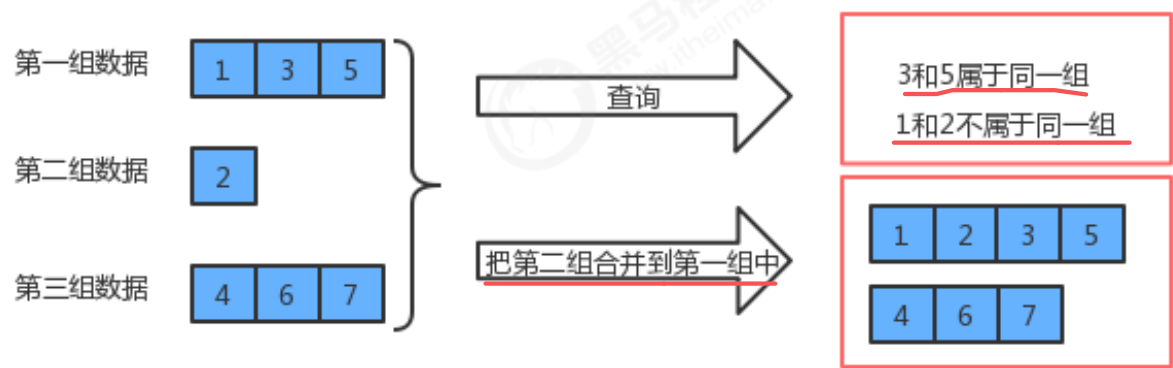 第一组数据 1 3 5
第二组数据 2
第三组数据 4 6 7
查询
3和5属于同一组
1和2不属于同一组
把第二组合并到第一组中
1 2 3 5
4 6 7